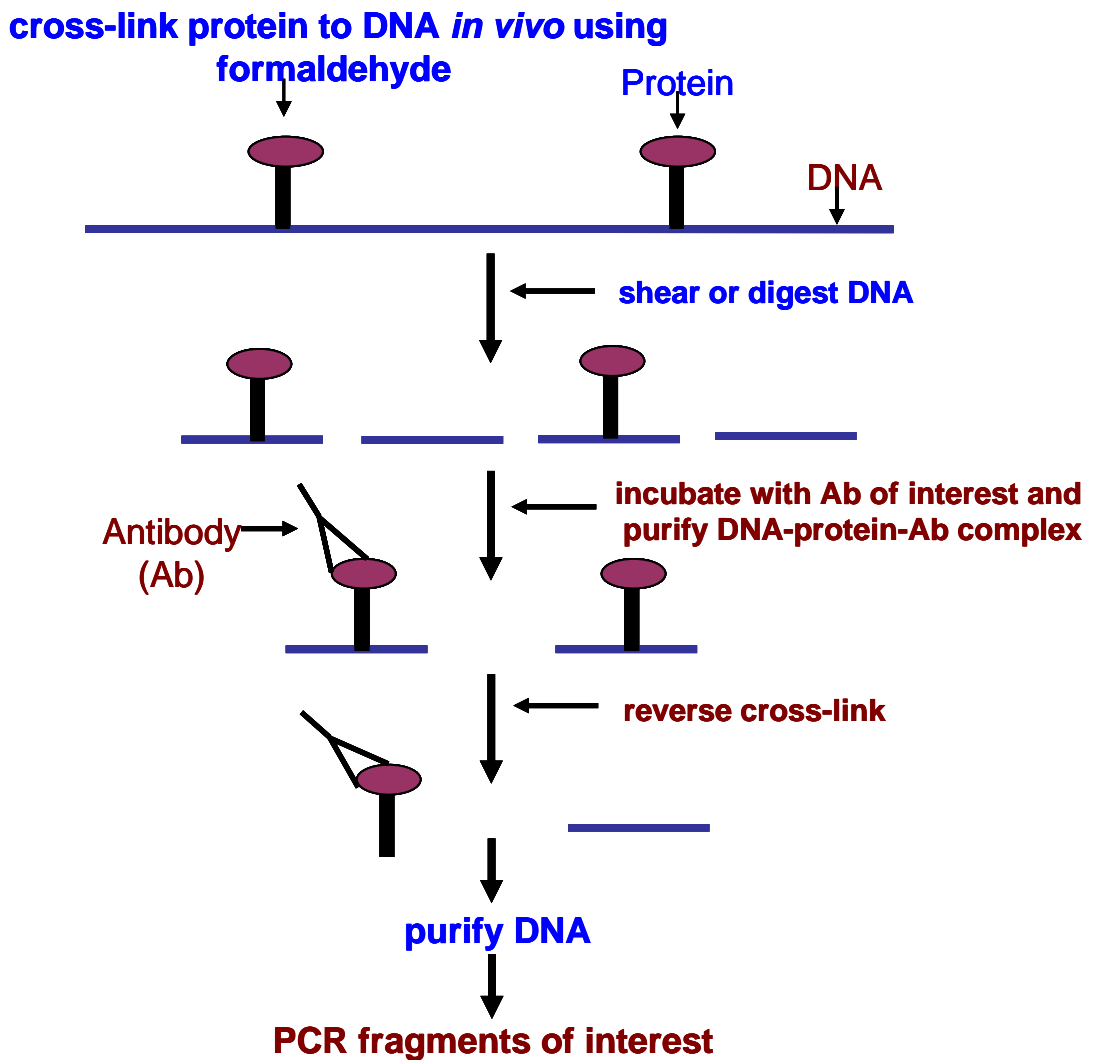 cross-link protein to DNA in vivo using
formaldehyde
Protein
DNA
shear or digest DNA
incubate with Ab of interest and
purify DNA-protein-Ab complex
Antibody
(Ab)
reverse cross-link
purify DNA
PCR fragments of interest